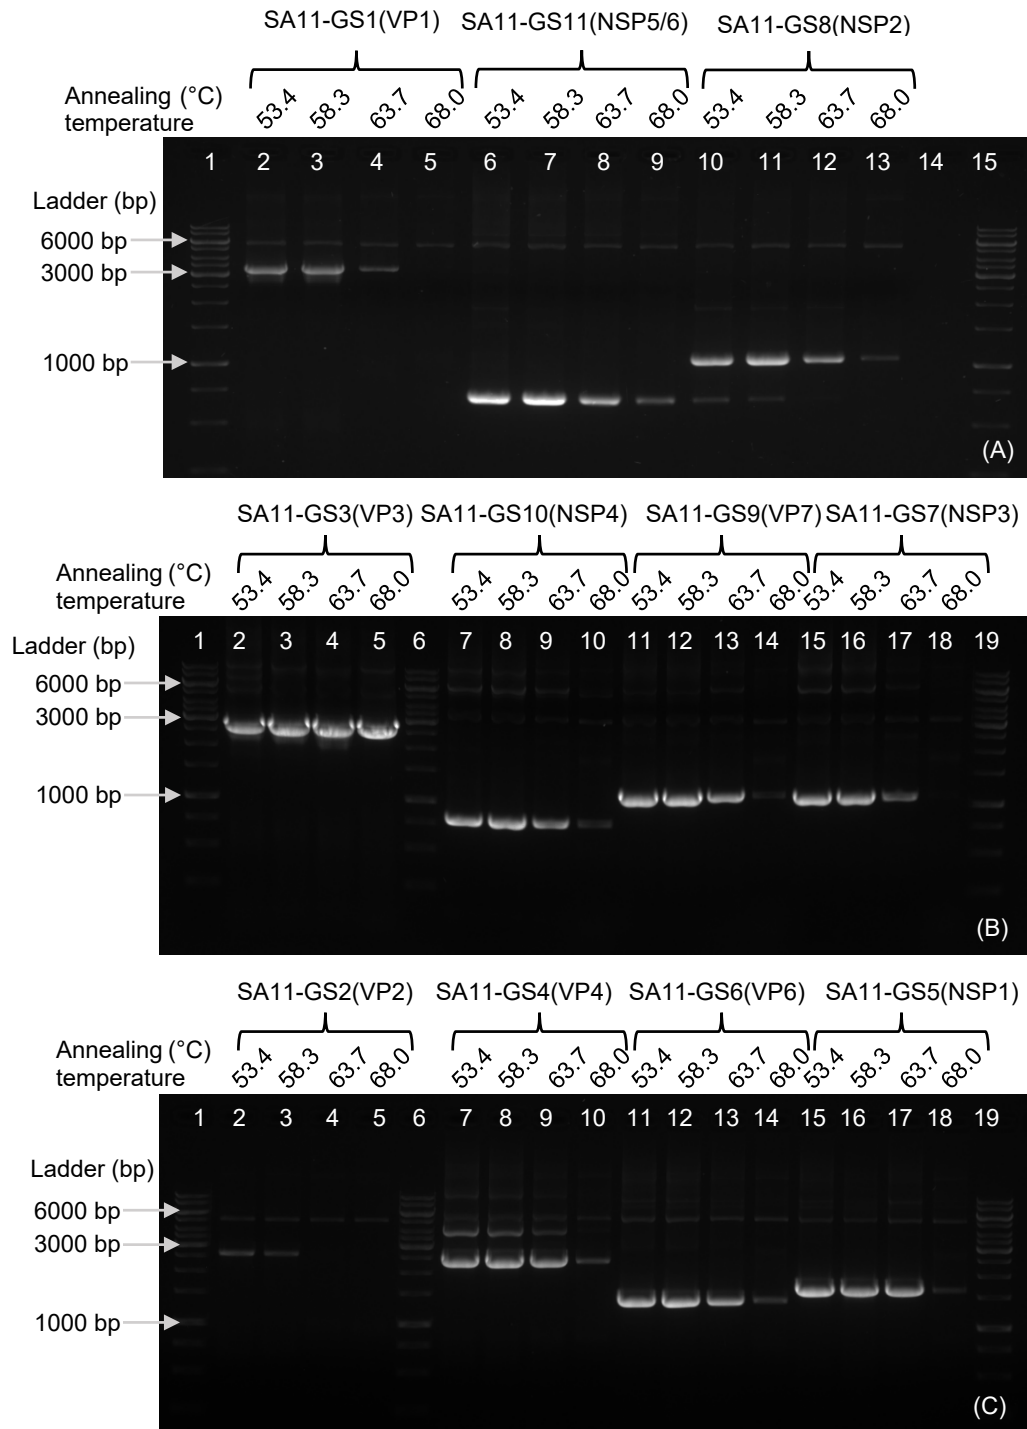 SA11-GS1(VP1) SA11-GS11(NSP5/6) SA11-GS8(NSP2)
Annealing (°C) temperature
53.4 58.3 63.7 68.0 53.4 58.3 63.7 68.0 53.4 58.3 63.7 68.0
1 2 3 4 5 6 7 8 9 10 11 12 13 14 15
Ladder (bp)
6000 bp
3000 bp
1000 bp
(A)
SA11-GS3(VP3) SA11-GS10(NSP4) SA11-GS9(VP7) SA11-GS7(NSP3)
Annealing (°C) temperature
53.4 58.3 63.7 68.0 53.4 58.3 63.7 68.0 53.4 58.3 63.7 68.0 53.4 58.3 63.7 68.0
1 2 3 4 5 6 7 8 9 10 11 12 13 14 15 16 17 18 19
Ladder (bp)
6000 bp
3000 bp
1000 bp
(B)
SA11-GS2(VP2) SA11-GS4(VP4) SA11-GS6(VP6) SA11-GS5(NSP1)
Annealing (°C) temperature
53.4 58.3 63.7 68.0 53.4 58.3 63.7 68.0 53.4 58.3 63.7 68.0 53.4 58.3 63.7 68.0
1 2 3 4 5 6 7 8 9 10 11 12 13 14 15 16 17 18 19
Ladder (bp)
6000 bp
3000 bp
1000 bp
(C)